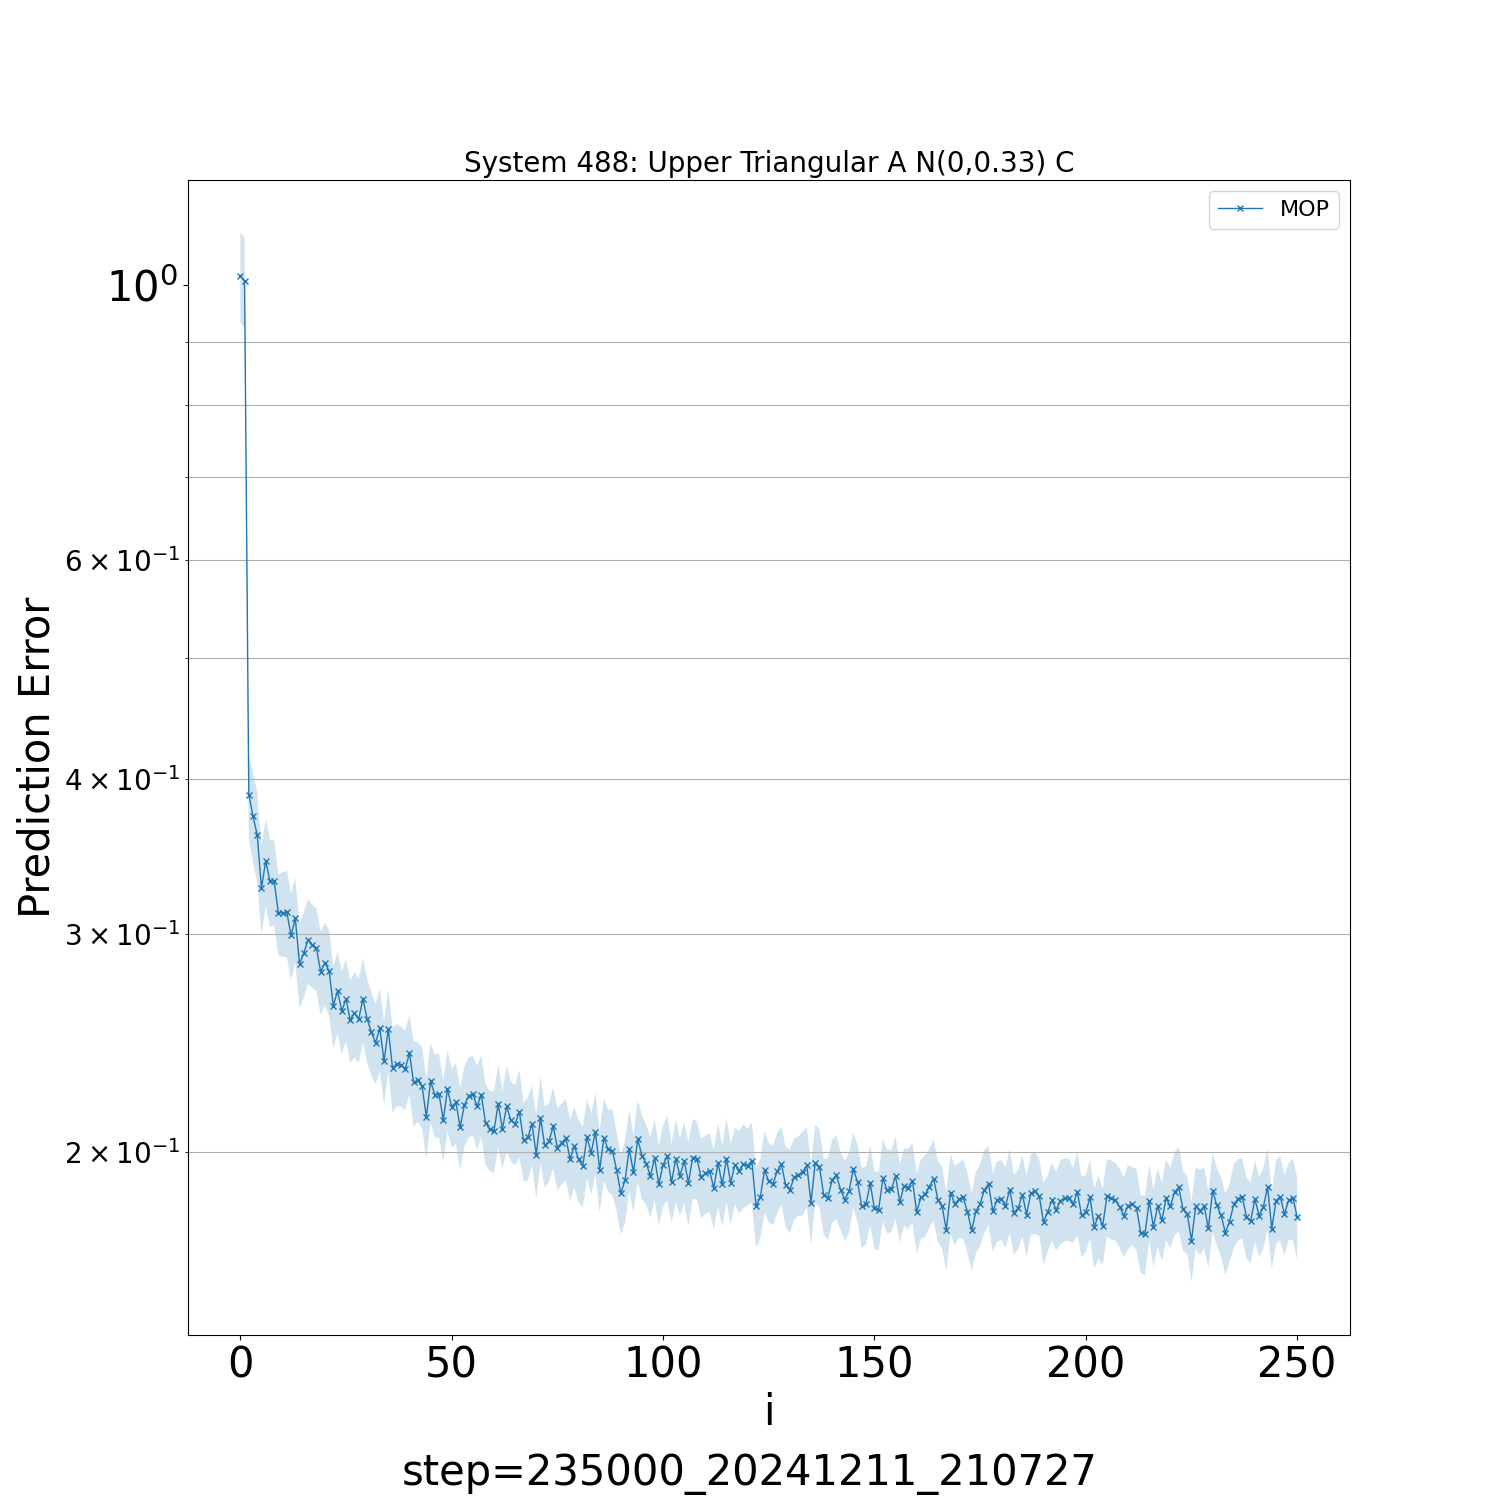 System 488: Upper Triangular A N(0,0.33) C
MOP
10⁰
6 × 10⁻¹
4 × 10⁻¹
3 × 10⁻¹
2 × 10⁻¹
Prediction Error
0 50 100 150 200 250
i
step=235000_20241211_210727